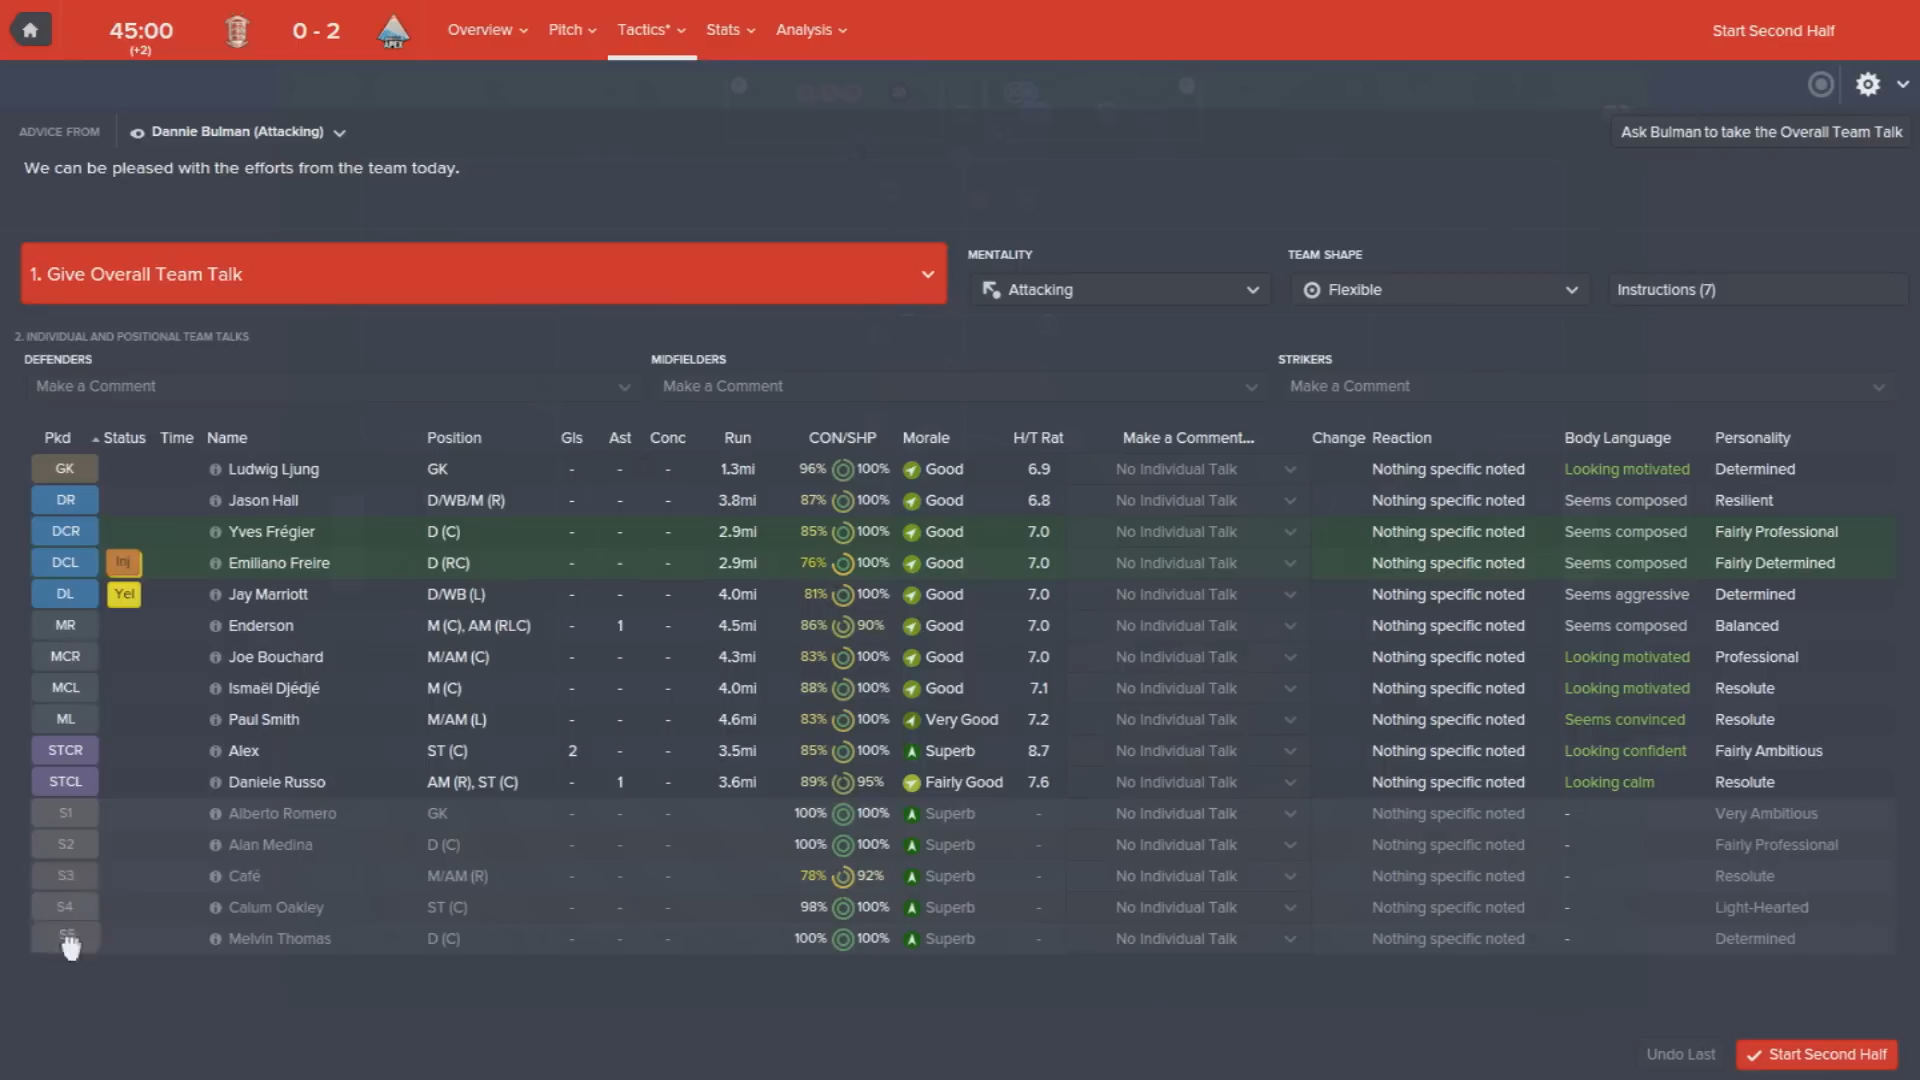 45:00 (+2) 0 - 2 APEX Overview Pitch Tactics* Stats Analysis Start Second Half
ADVICE FROM Dannie Bulman (Attacking) Ask Bulman to take the Overall Team Talk
We can be pleased with the efforts from the team today.
MENTALITY TEAM SHAPE
1. Give Overall Team Talk Attacking Flexible Instructions (7)
2. INDIVIDUAL AND POSITIONAL TEAM TALKS
DEFENDERS MIDFIELDERS STRIKERS
Make a Comment Make a Comment Make a Comment
Pkd Status Time Name Position Gls Ast Conc Run CON/SHP Morale H/T Rat Make a Comment... Change Reaction Body Language Personality
GK Ludwig Ljung GK - - - 1.3mi 96% 100% Good 6.9 No Individual Talk Nothing specific noted Looking motivated Determined
DR Jason Hall D/WB/M (R) - - - 3.8mi 87% 100% Good 6.8 No Individual Talk Nothing specific noted Seems composed Resilient
DCR Yves Frégier D (C) - - - 2.9mi 85% 100% Good 7.0 No Individual Talk Nothing specific noted Seems composed Fairly Professional
DCL Inj Emiliano Freire D (RC) - - - 2.9mi 76% 100% Good 7.0 No Individual Talk Nothing specific noted Seems composed Fairly Determined
DL Yel Jay Marriott D/WB (L) - - - 4.0mi 81% 100% Good 7.0 No Individual Talk Nothing specific noted Seems aggressive Determined
MR Enderson M (C), AM (RLC) - 1 - 4.5mi 86% 90% Good 7.0 No Individual Talk Nothing specific noted Seems composed Balanced
MCR Joe Bouchard M/AM (C) - - - 4.3mi 83% 100% Good 7.0 No Individual Talk Nothing specific noted Looking motivated Professional
MCL Ismaël Djédjé M (C) - - - 4.0mi 88% 100% Good 7.1 No Individual Talk Nothing specific noted Looking motivated Resolute
ML Paul Smith M/AM (L) - - - 4.6mi 83% 100% Very Good 7.2 No Individual Talk Nothing specific noted Seems convinced Resolute
STCR Alex ST (C) 2 - - 3.5mi 85% 100% Superb 8.7 No Individual Talk Nothing specific noted Looking confident Fairly Ambitious
STCL Daniele Russo AM (R), ST (C) - 1 - 3.6mi 89% 95% Fairly Good 7.6 No Individual Talk Nothing specific noted Looking calm Resolute
S1 Alberto Romero GK - - - 100% 100% Superb - No Individual Talk Nothing specific noted - Very Ambitious
S2 Alan Medina D (C) - - - 100% 100% Superb - No Individual Talk Nothing specific noted - Fairly Professional
S3 Café M/AM (R) - - - 78% 92% Superb - No Individual Talk Nothing specific noted - Resolute
S4 Calum Oakley ST (C) - - - 98% 100% Superb - No Individual Talk Nothing specific noted - Light-Hearted
Melvin Thomas D (C) - - - 100% 100% Superb - No Individual Talk Nothing specific noted - Determined
Undo Last Start Second Half